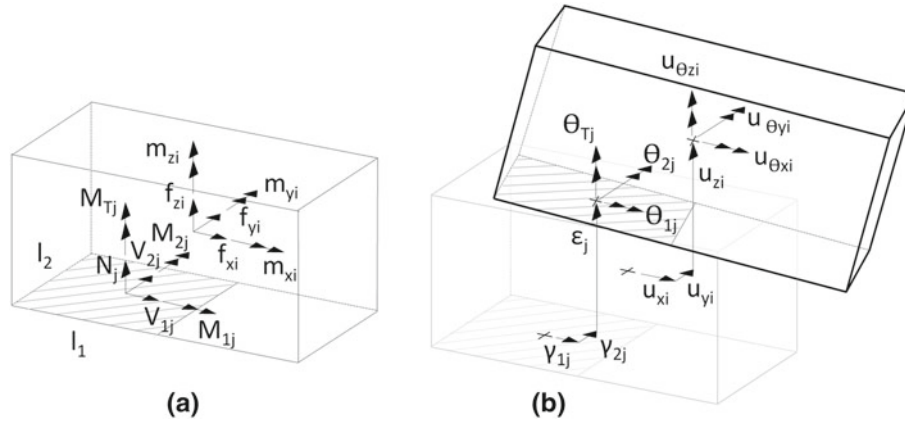 m_zi
f_zi
m_yi
f_yi
M_Tj
M_2j
V_2j
N_j
f_xi
m_xi
l_2
V_1j
M_1j
l_1
(a)
u_θzi
u_θyi
θ_Tj
θ_2j
u_θxi
u_zi
θ_1j
ε_j
u_xi
u_yi
γ_1j
γ_2j
(b)